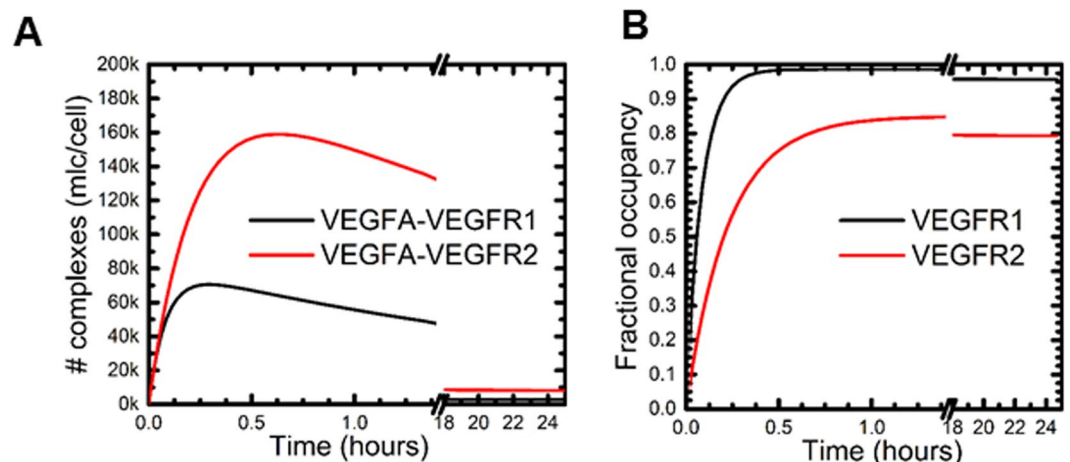 A
# complexes (mlc/cell)
200k
180k
160k
140k
120k
100k
80k
60k
40k
20k
0k
VEGFA-VEGFR1
VEGFA-VEGFR2
0.0 0.5 1.0 18 20 22 24
Time (hours)
B
Fractional occupancy
1.0
0.9
0.8
0.7
0.6
0.5
0.4
0.3
0.2
0.1
0.0
VEGFR1
VEGFR2
0.0 0.5 1.0 18 20 22 24
Time (hours)